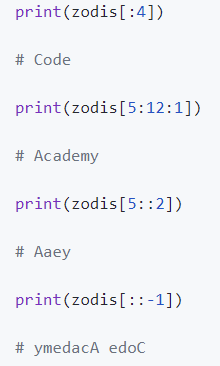 print(zodis[:4])
# Code
print(zodis[5:12:1])
# Academy
print(zodis[5::2])
# Aaey
print(zodis[::-1])
# ymedacA edoC